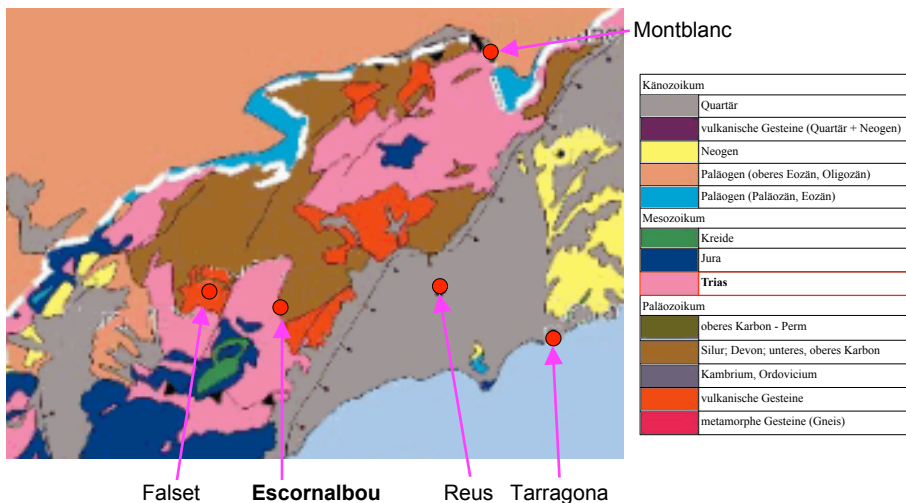 Montblanc
Känozoikum
Quartär
vulkanische Gesteine (Quartär + Neogen)
Neogen
Paläogen (oberes Eozän, Oligozän)
Paläogen (Paläozän, Eozän)
Mesozoikum
Kreide
Jura
Trias
Paläozoikum
oberes Karbon - Perm
Silur; Devon; unteres, oberes Karbon
Kambrium, Ordovicium
vulkanische Gesteine
metamorphe Gesteine (Gneis)
Falset Escornalbou Reus Tarragona